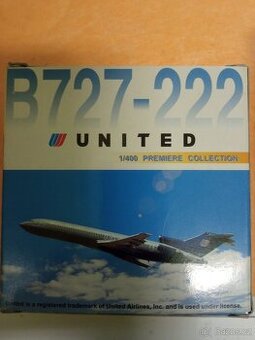 B727-222
UNITED
1/400 PREMIERE COLLECTION
United is a registered trademark of United Airlines, Inc. and is used under license.